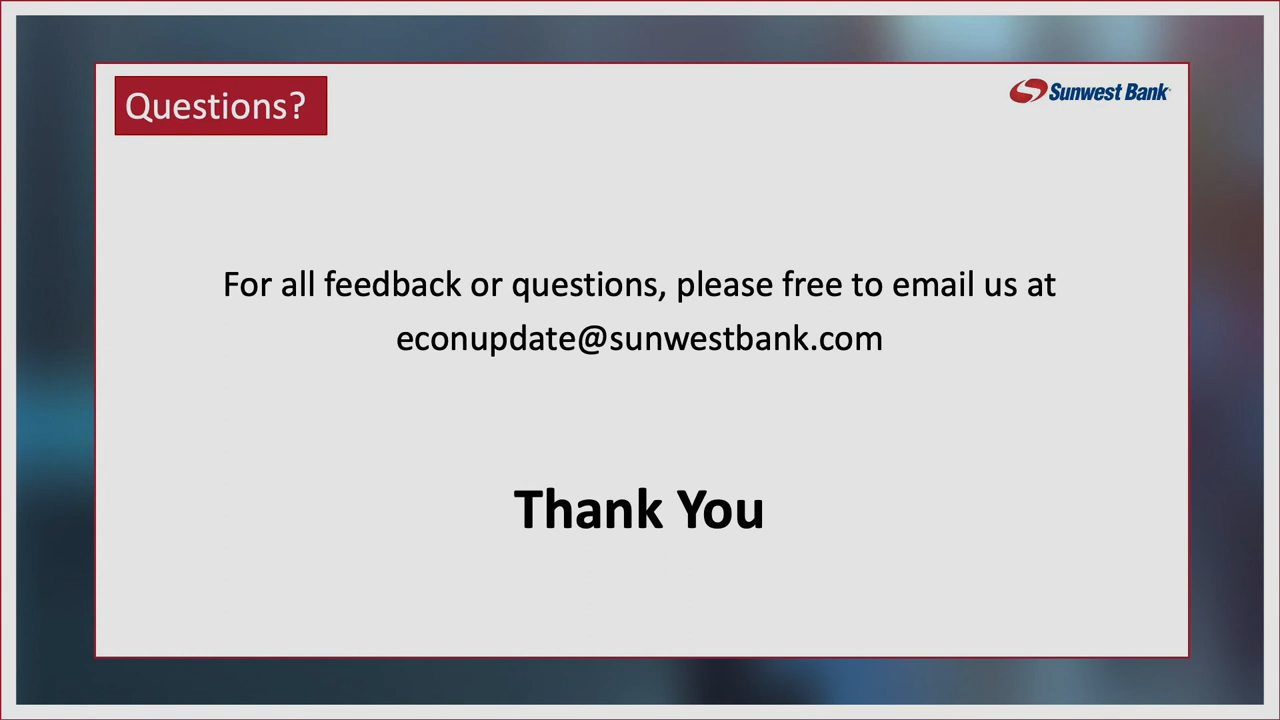 Questions?
Sunwest Bank
For all feedback or questions, please free to email us at
econupdate@sunwestbank.com
Thank You